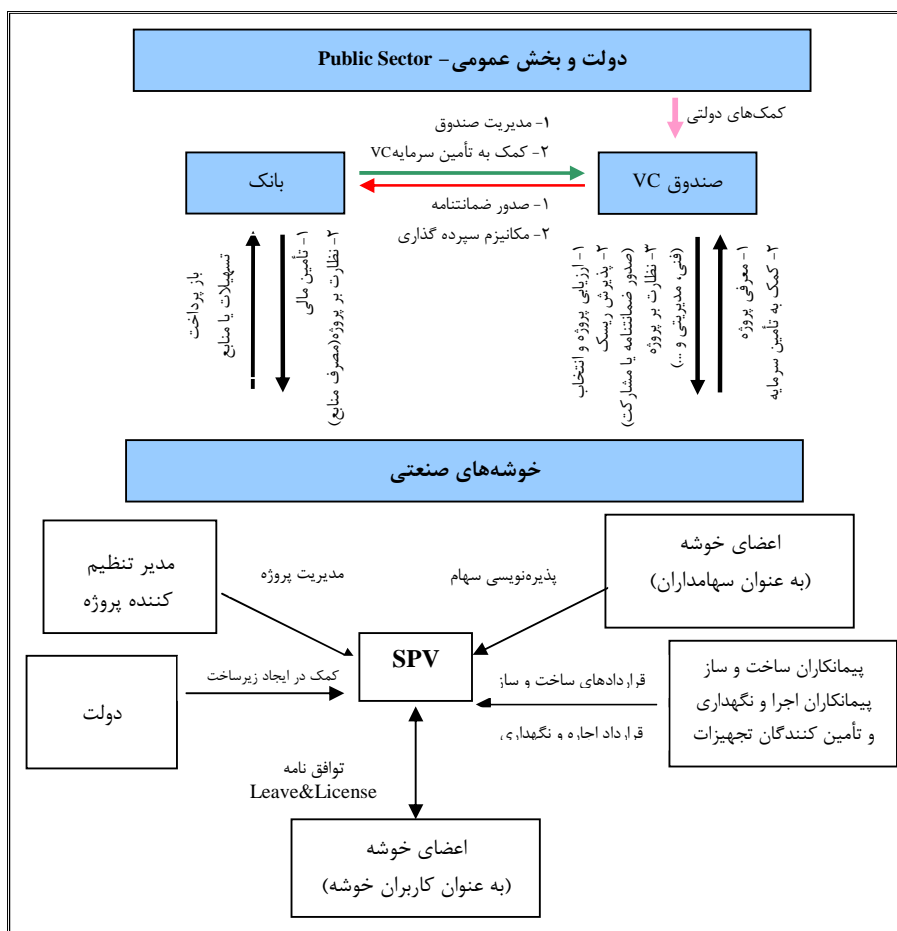 دولت و بخش عمومی – Public Sector
کمک‌های دولتی
۱- مدیریت صندوق
۲- کمک به تأمین سرمایه VC
صندوق VC
بانک
۱- صدور ضمانتنامه
۲- مکانیزم سپرده گذاری
۲- کمک به تأمین سرمایه
۱- معرفی پروژه
۱- ارزیابی پروژه و انتخاب
۲- پذیرش ریسک
(صدور ضمانتنامه یا مشارکت)
۳- نظارت بر پروژه
(فنی، مدیریتی و ...)
۱- تأمین مالی
۲- نظارت بر پروژه(مصرف منابع)
باز پرداخت
تسهیلات یا منابع
خوشه‌های صنعتی
اعضای خوشه
(به عنوان سهامداران)
مدیر تنظیم
کننده پروژه
پذیره‌نویسی سهام
مدیریت پروژه
SPV
پیمانکاران ساخت و ساز
پیمانکاران اجرا و نگهداری
و تأمین کنندگان تجهیزات
قراردادهای ساخت و ساز
قرارداد اجاره و نگهداری
کمک در ایجاد زیرساخت
دولت
توافق نامه
Leave&License
اعضای خوشه
(به عنوان کاربران خوشه)